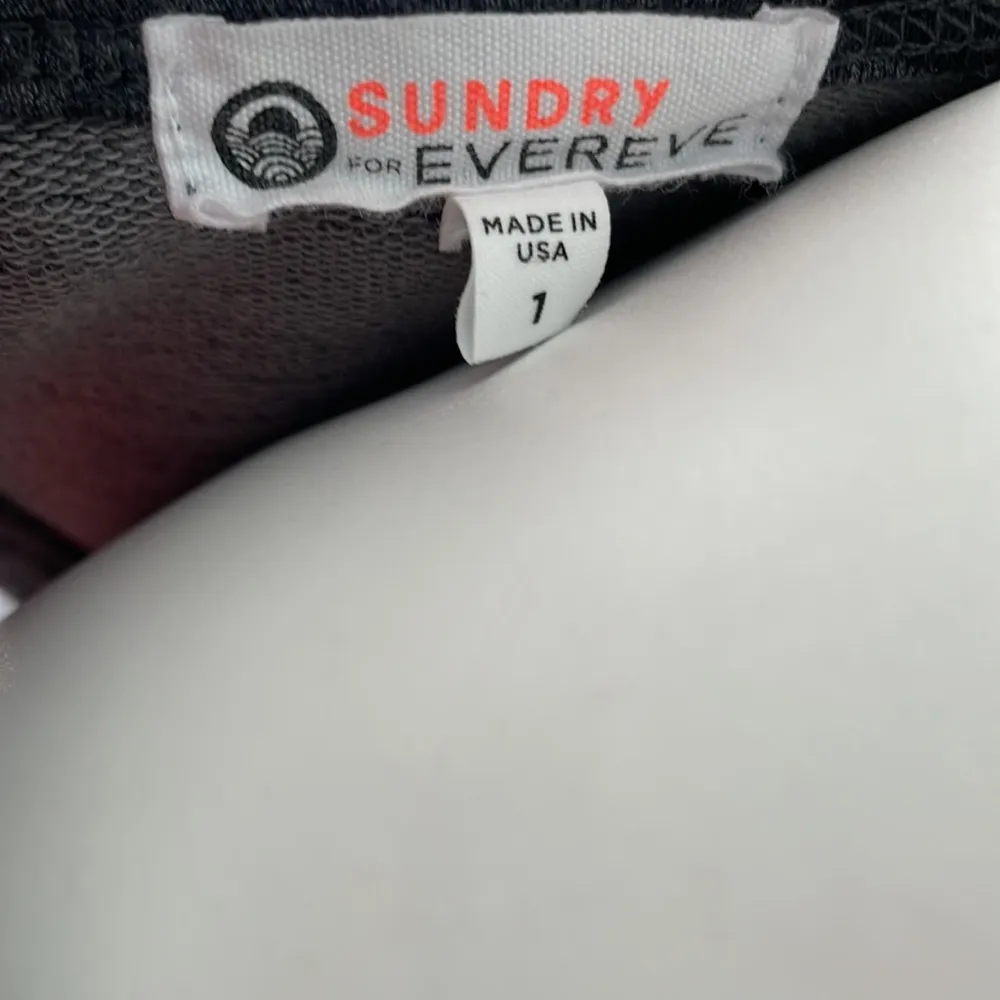 SUNDRY
FOR EVEREVE
MADE IN
USA
1